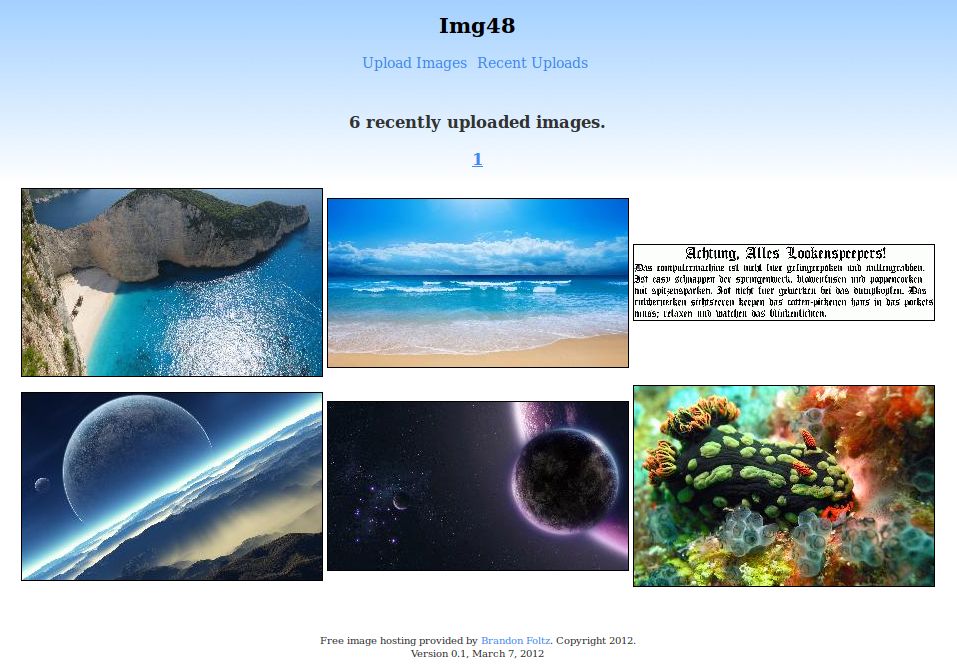 Img48
Upload Images Recent Uploads
6 recently uploaded images.
1
Achtung, Alles Lookenspeepers!
Das computermachine ist nicht fuer gefingerpoken und mittengrabben.
Ist easy schnappen der springenwerk, blowenfusen und poppencorken
mit spitzensparken. Ist nicht fuer gewerken bei das dumpkopfen. Das
rubbernecken sichtseeren keepen das cotten-pickenen hans in das pockets
muss; relaxen und watchen das blinkenlichten.
Free image hosting provided by Brandon Foltz. Copyright 2012.
Version 0.1, March 7, 2012